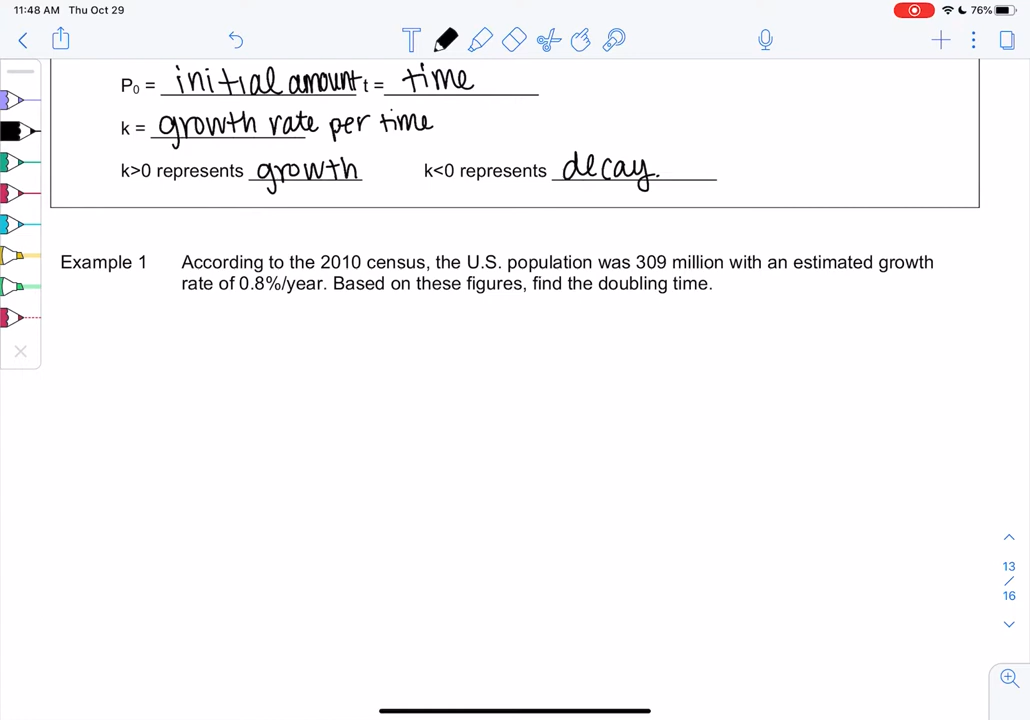 11:48 AM Thu Oct 29
76%
T
P0 = initial amount t = time
k = growth rate per time
k>0 represents growth k<0 represents decay.
Example 1 According to the 2010 census, the U.S. population was 309 million with an estimated growth
rate of 0.8%/year. Based on these figures, find the doubling time.
13
/
16